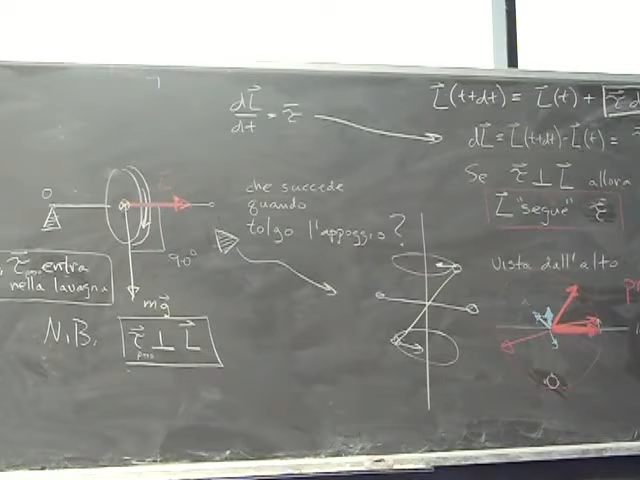 dL⃗/dt = τ⃗
L⃗(t+dt) = L⃗(t) + τ⃗ d
dL⃗ = L⃗(t+dt) - L⃗(t) =
Se τ⃗ ⊥ L⃗ allora
L⃗ "segue" τ⃗
O
L⃗
90°
mg⃗
τ⃗ entra
nella lavagna
N.B. τ⃗ ⊥ L⃗
che succede
quando
tolgo l'appoggio?
vista dall'alto